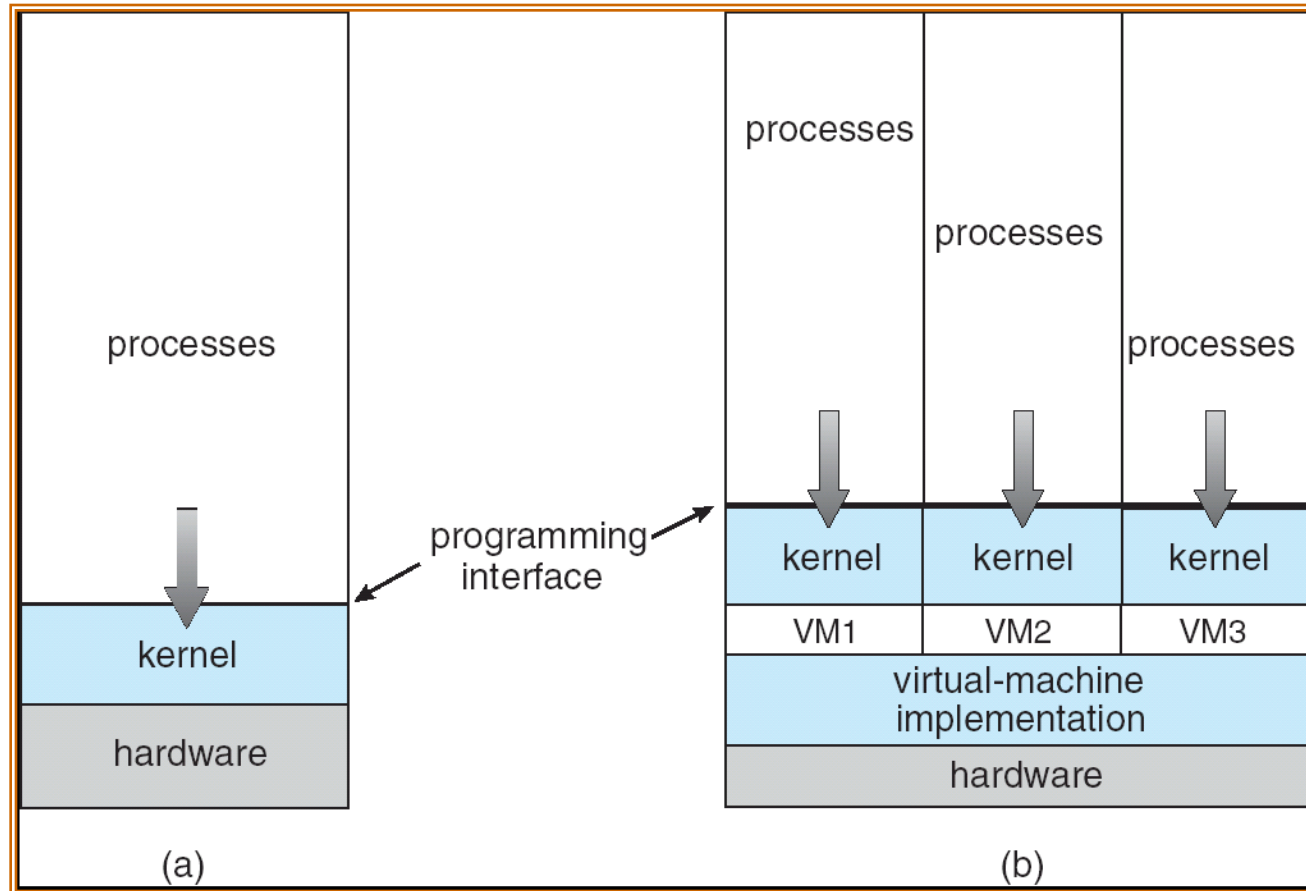 processes
kernel
hardware
(a)
programming
interface
processes
processes
processes
kernel
kernel
kernel
VM1
VM2
VM3
virtual-machine
implementation
hardware
(b)